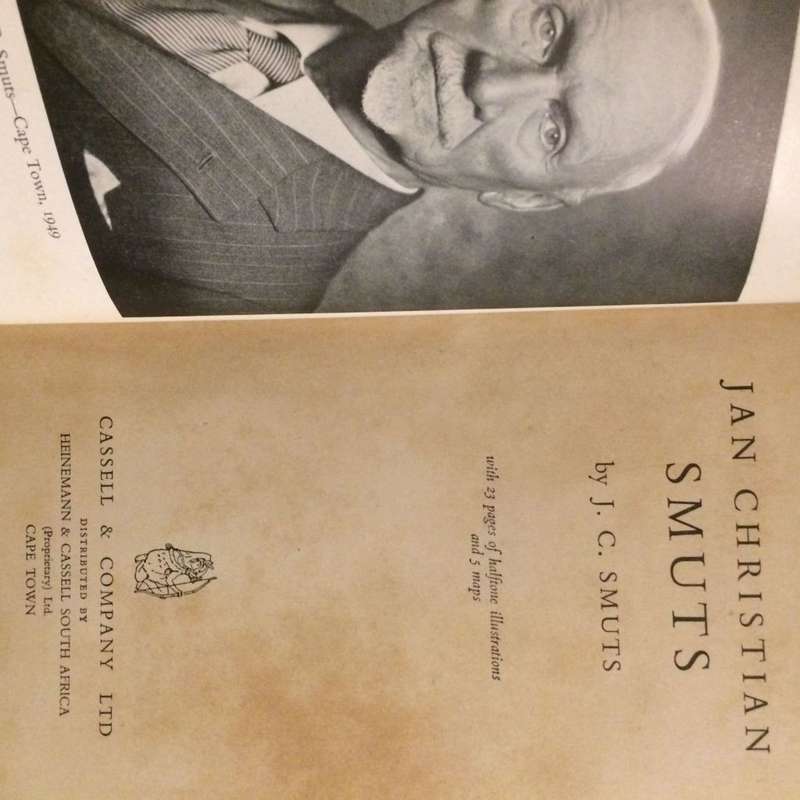 Smuts—Cape Town, 1949
JAN CHRISTIAN
SMUTS
by J. C. SMUTS
with 23 pages of halftone illustrations
and 5 maps
CASSELL & COMPANY LTD
DISTRIBUTED BY
HEINEMANN & CASSELL SOUTH AFRICA
(Proprietary) Ltd.
CAPE TOWN